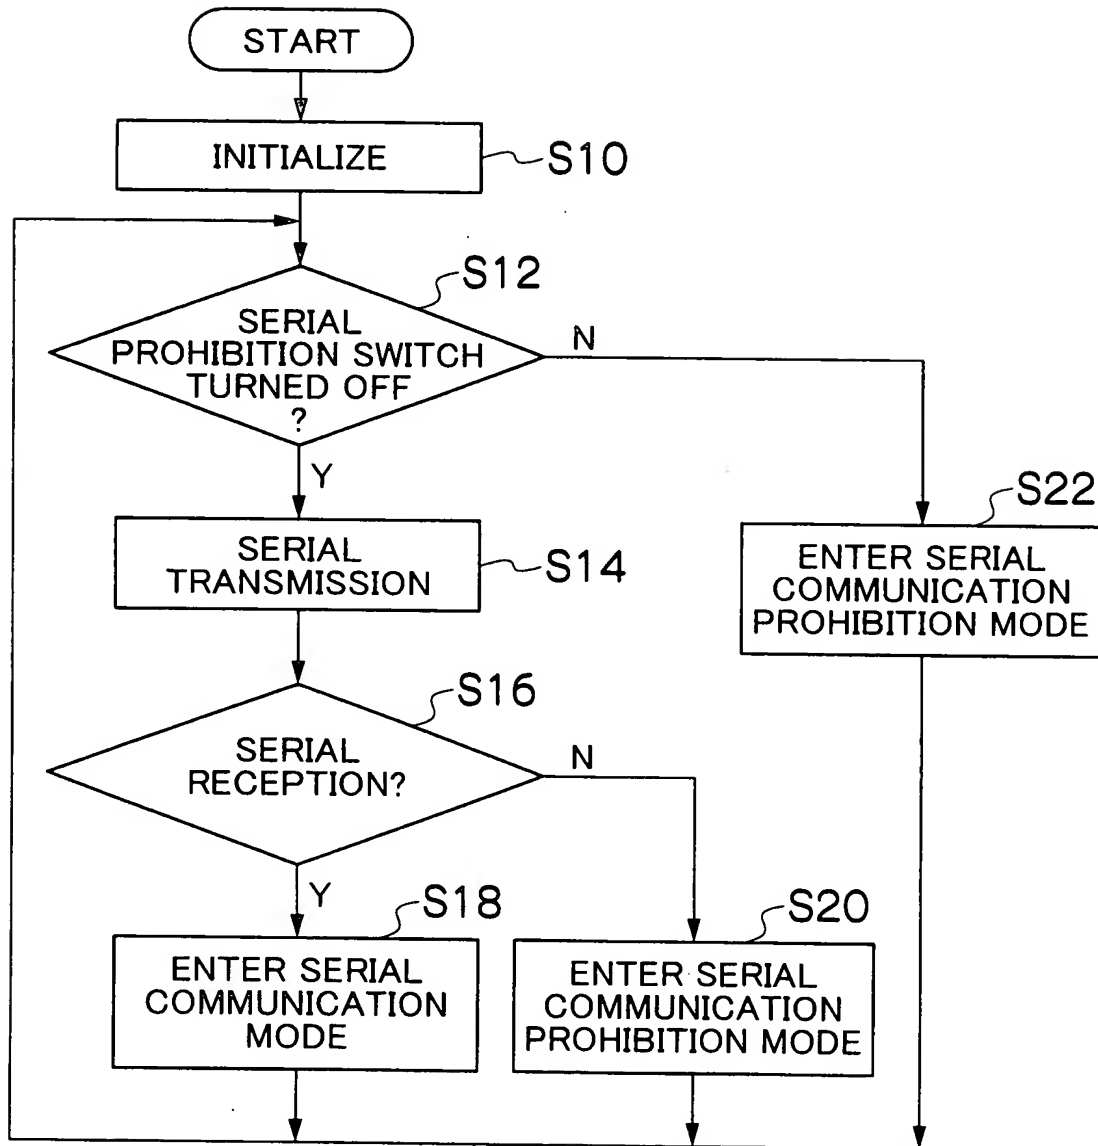 START
INITIALIZE
S10
S12
SERIAL
PROHIBITION SWITCH
TURNED OFF
?
N
Y
SERIAL
TRANSMISSION
S14
S22
ENTER SERIAL
COMMUNICATION
PROHIBITION MODE
S16
SERIAL
RECEPTION?
N
Y
S18
ENTER SERIAL
COMMUNICATION
MODE
S20
ENTER SERIAL
COMMUNICATION
PROHIBITION MODE